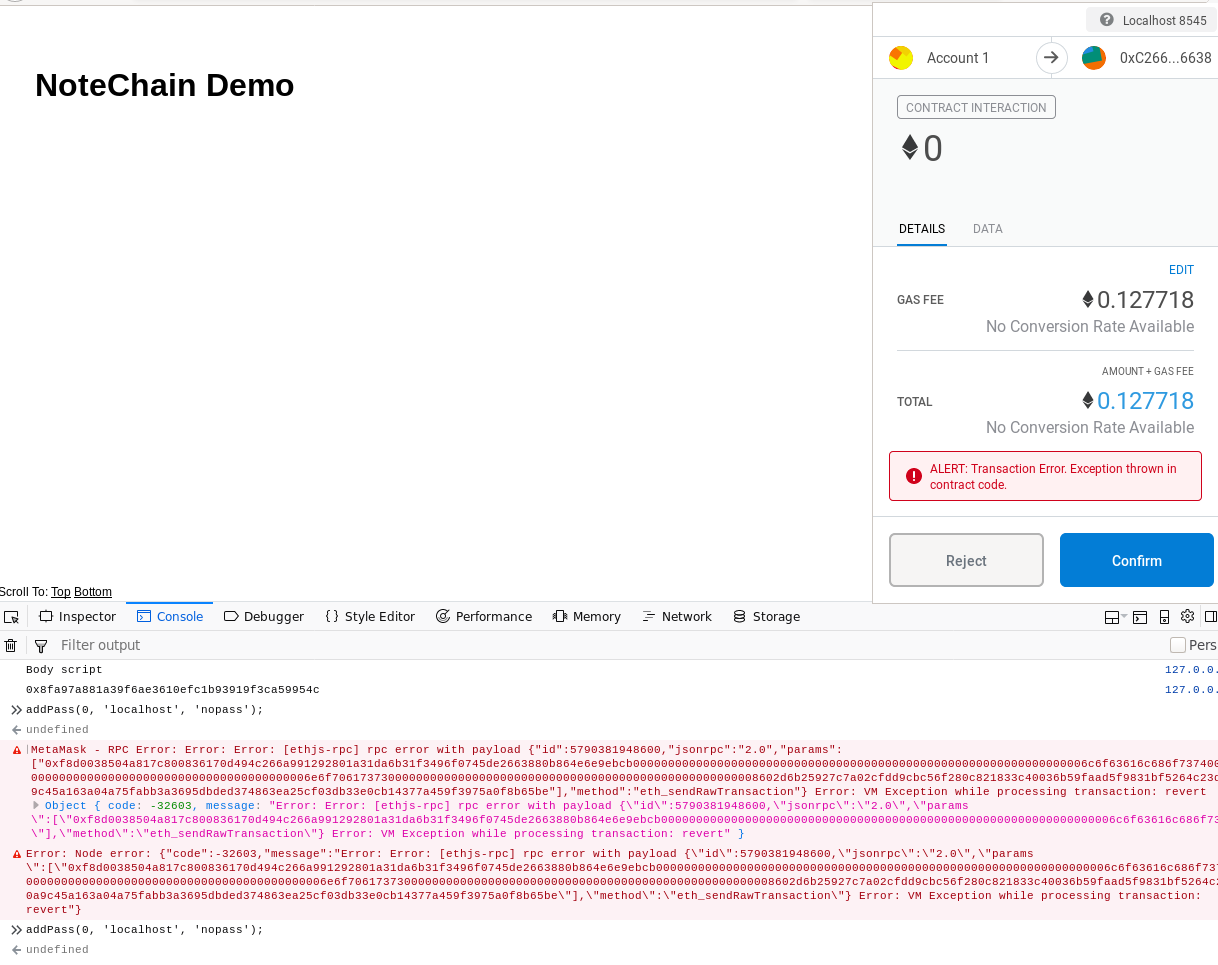 Localhost 8545
Account 1
0xC266...6638
NoteChain Demo
CONTRACT INTERACTION
0
DETAILS
DATA
EDIT
GAS FEE
0.127718
No Conversion Rate Available
AMOUNT + GAS FEE
TOTAL
0.127718
No Conversion Rate Available
ALERT: Transaction Error. Exception thrown in
contract code.
Reject
Confirm
Scroll To: Top Bottom
Inspector Console Debugger Style Editor Performance Memory Network Storage
Filter output
Pers
Body script
127.0.0.
0x8fa97a881a39f6ae3610efc1b93919f3ca59954c
127.0.0.
addPass(0, 'localhost', 'nopass');
undefined
MetaMask - RPC Error: Error: Error: [ethjs-rpc] rpc error with payload {"id":5790381948600,"jsonrpc":"2.0","params":
"],"method":"eth_sendRawTransaction"} Error: VM Exception while processing transaction: revert
Object { code: -32603, message: "Error: Error: [ethjs-rpc] rpc error with payload {\"id\":5790381948600,\"jsonrpc\":\"2.0\",\"params
\"],\"method\":\"eth_sendRawTransaction\"} Error: VM Exception while processing transaction: revert" }
Error: Node error: {"code":-32603,"message":"Error: Error: [ethjs-rpc] rpc error with payload {\"id\":5790381948600,\"jsonrpc\":\"2.0\",\"params
\"],\"method\":\"eth_sendRawTransaction\"} Error: VM Exception while processing transaction:
revert"}
addPass(0, 'localhost', 'nopass');
undefined